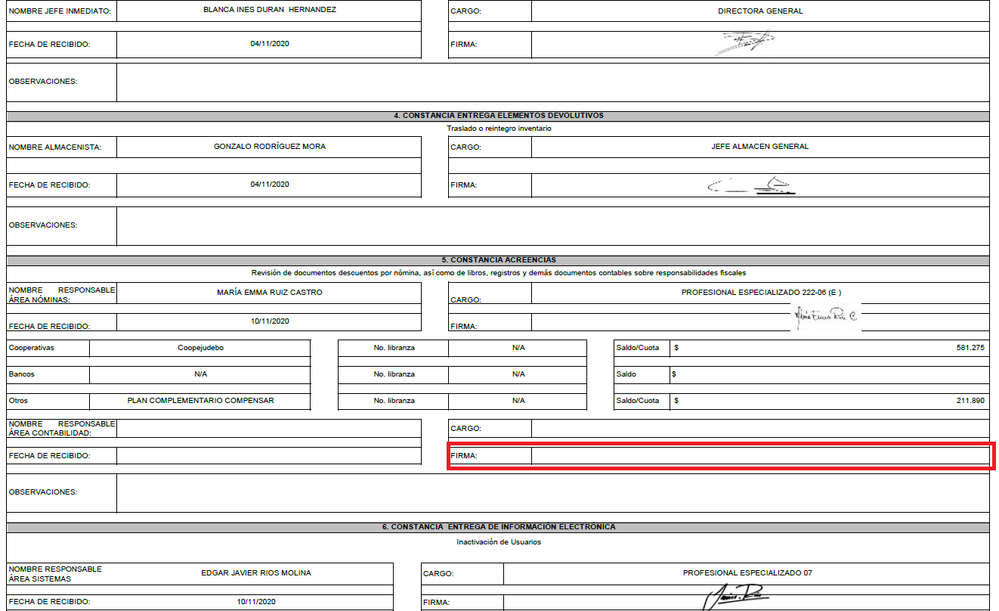 NOMBRE JEFE INMEDIATO: BLANCA INES DURAN HERNANDEZ CARGO: DIRECTORA GENERAL
FECHA DE RECIBIDO: 04/11/2020 FIRMA:
OBSERVACIONES:
4. CONSTANCIA ENTREGA ELEMENTOS DEVOLUTIVOS
Traslado o reintegro inventario
NOMBRE ALMACENISTA: GONZALO RODRÍGUEZ MORA CARGO: JEFE ALMACEN GENERAL
FECHA DE RECIBIDO: 04/11/2020 FIRMA:
OBSERVACIONES:
5. CONSTANCIA ACREENCIAS
Revisión de documentos descuentos por nómina, así como de libros, registros y demás documentos contables sobre responsabilidades fiscales
NOMBRE RESPONSABLE
ÁREA NÓMINAS: MARÍA EMMA RUIZ CASTRO CARGO: PROFESIONAL ESPECIALIZADO 222-06 (E )
FECHA DE RECIBIDO: 10/11/2020 FIRMA:
Cooperativas Coopejudebo No. libranza N/A Saldo/Cuota $ 581.275
Bancos N/A No. libranza N/A Saldo $
Otros PLAN COMPLEMENTARIO COMPENSAR No. libranza N/A Saldo/Cuota $ 211.890
NOMBRE RESPONSABLE
ÁREA CONTABILIDAD: CARGO:
FECHA DE RECIBIDO: FIRMA:
OBSERVACIONES:
6. CONSTANCIA ENTREGA DE INFORMACIÓN ELECTRÓNICA
Inactivación de Usuarios
NOMBRE RESPONSABLE
ÁREA SISTEMAS EDGAR JAVIER RIOS MOLINA CARGO: PROFESIONAL ESPECIALIZADO 07
FECHA DE RECIBIDO: 10/11/2020 FIRMA: